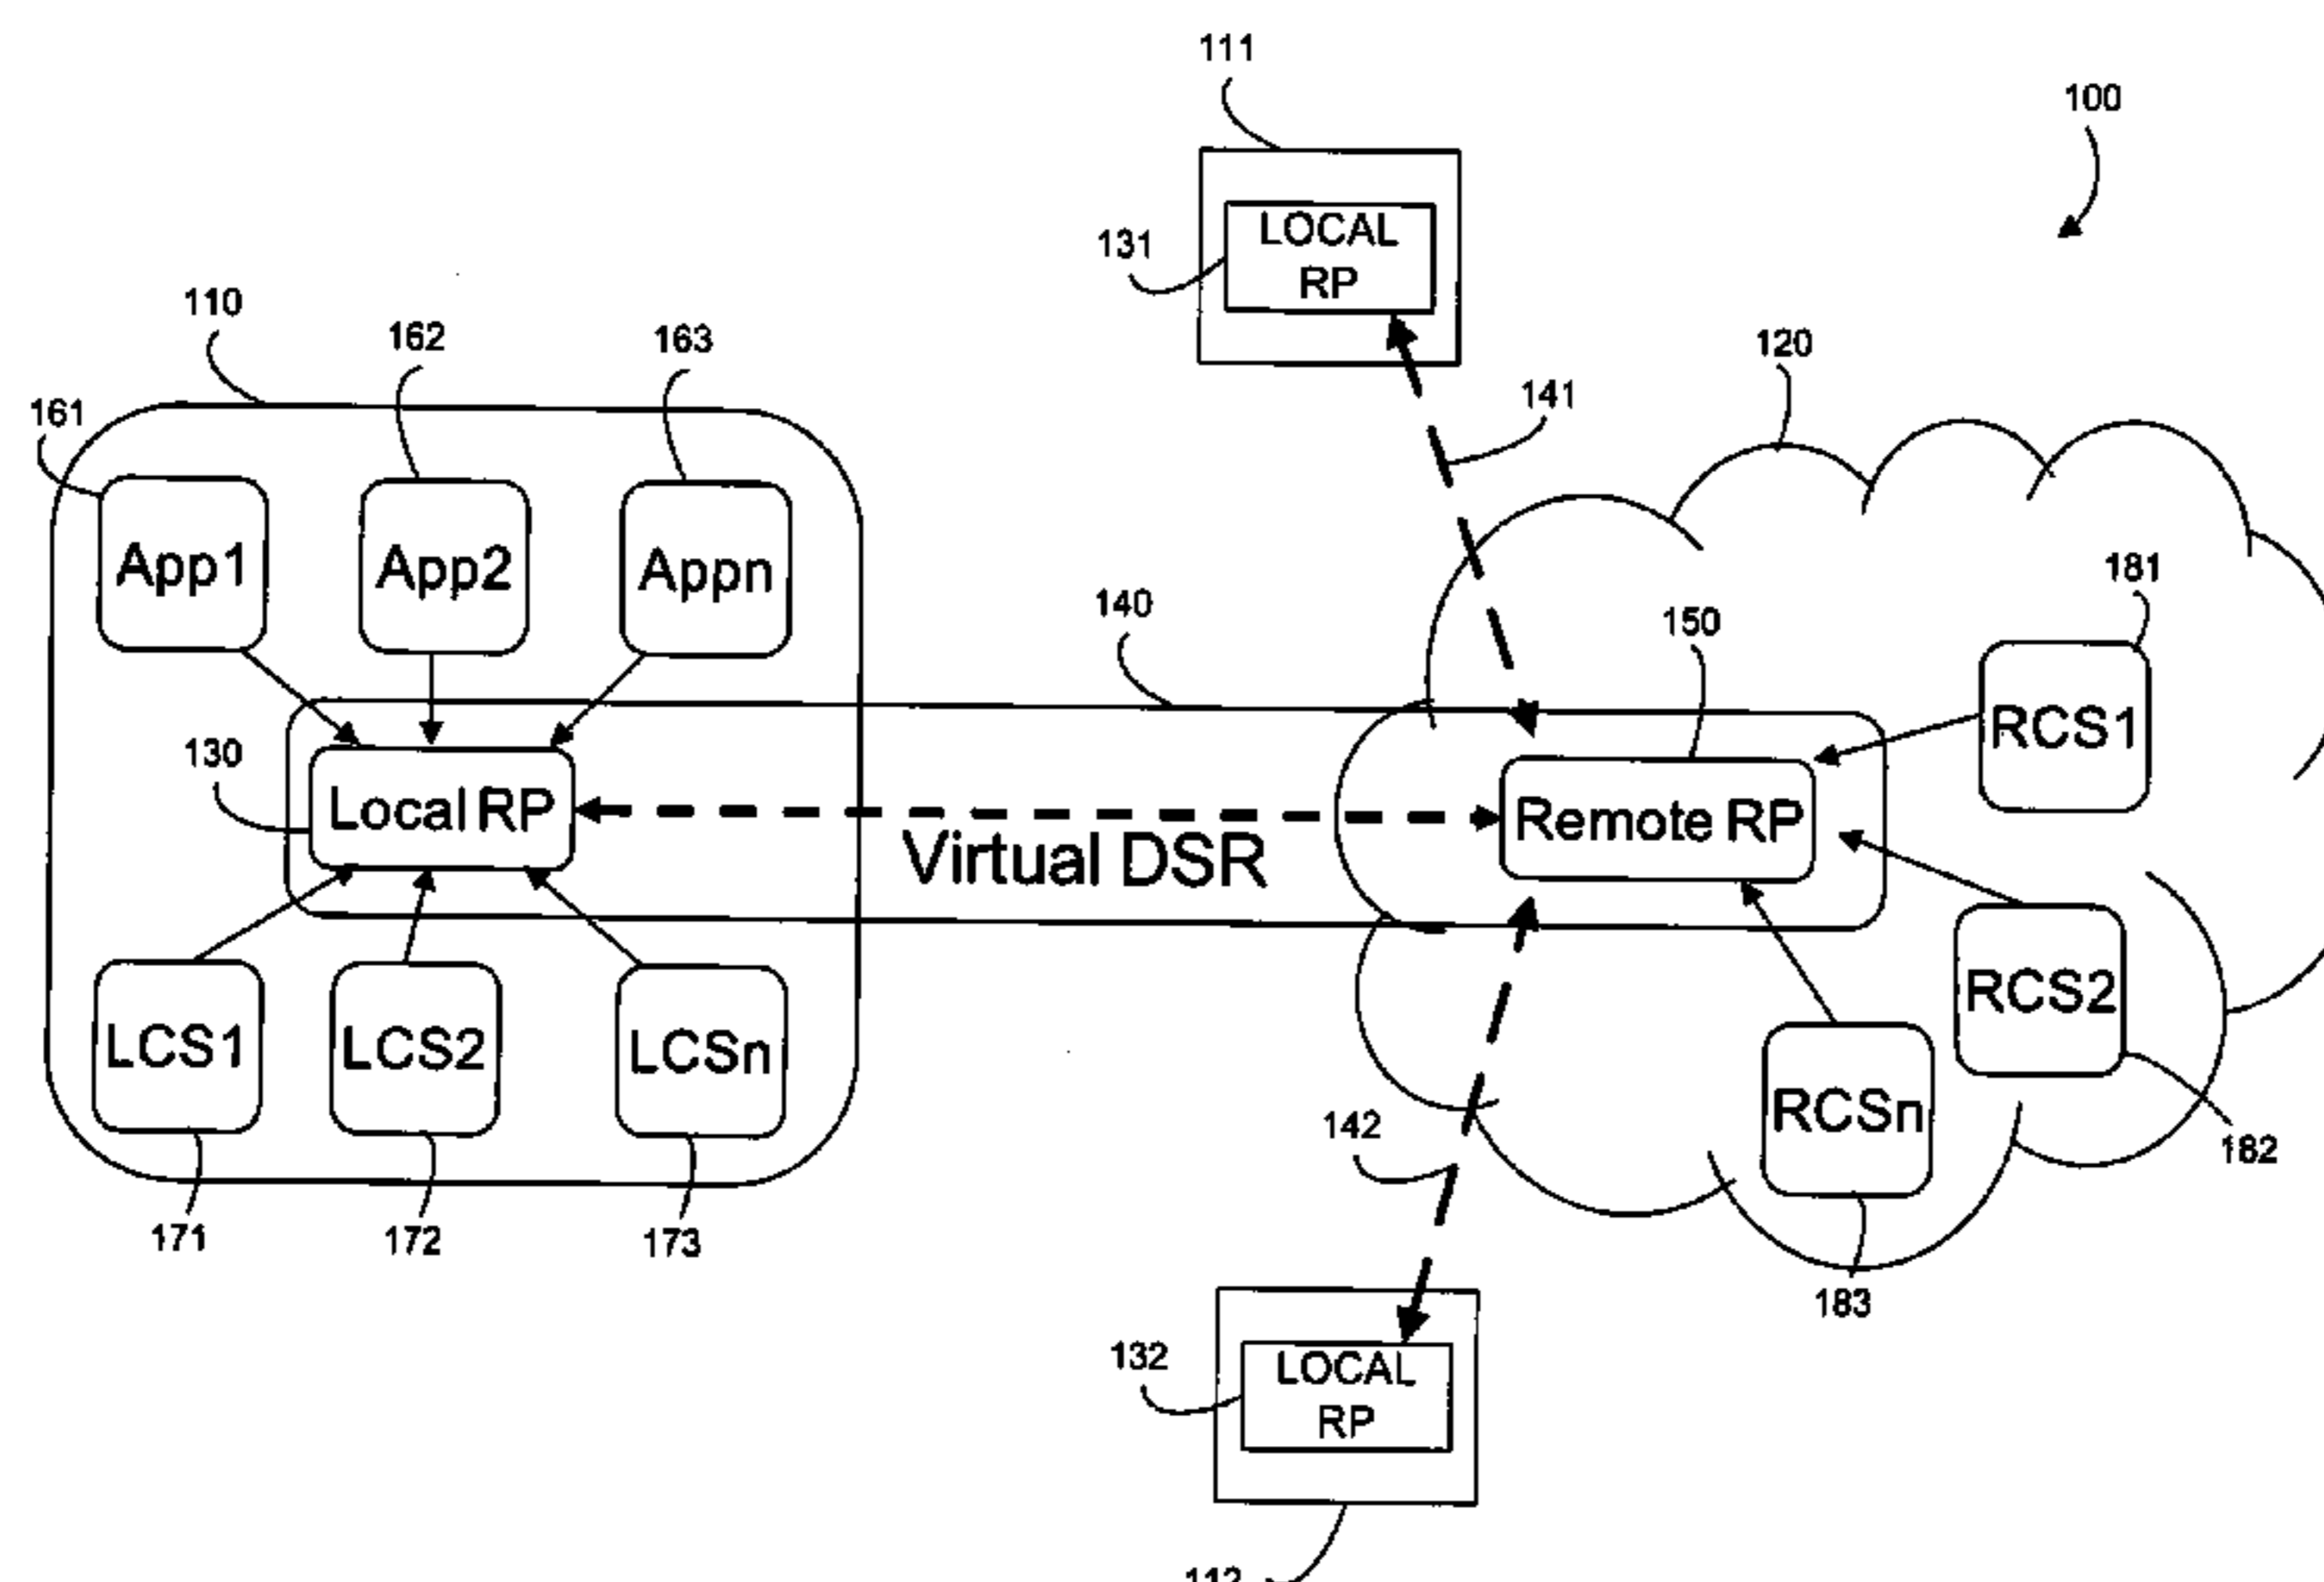 111
100
131
LOCAL
RP
110
162
163
120
161
141
App1
App2
Appn
181
140
150
RCS1
130
Local RP
Remote RP
Virtual DSR
RCS2
LCS1
LCS2
LCSn
RCSn
142
182
171
172
173
183
132
LOCAL
RP